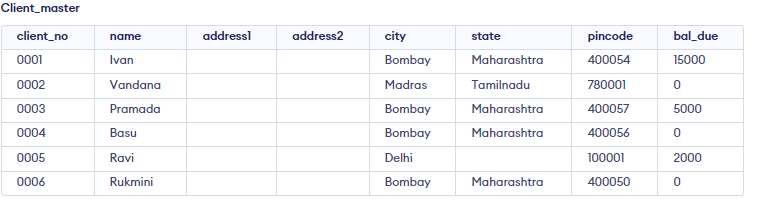 Client_master
client_no name address1 address2 city state pincode bal_due
0001 Ivan Bombay Maharashtra 400054 15000
0002 Vandana Madras Tamilnadu 780001 0
0003 Pramada Bombay Maharashtra 400057 5000
0004 Basu Bombay Maharashtra 400056 0
0005 Ravi Delhi 100001 2000
0006 Rukmini Bombay Maharashtra 400050 0